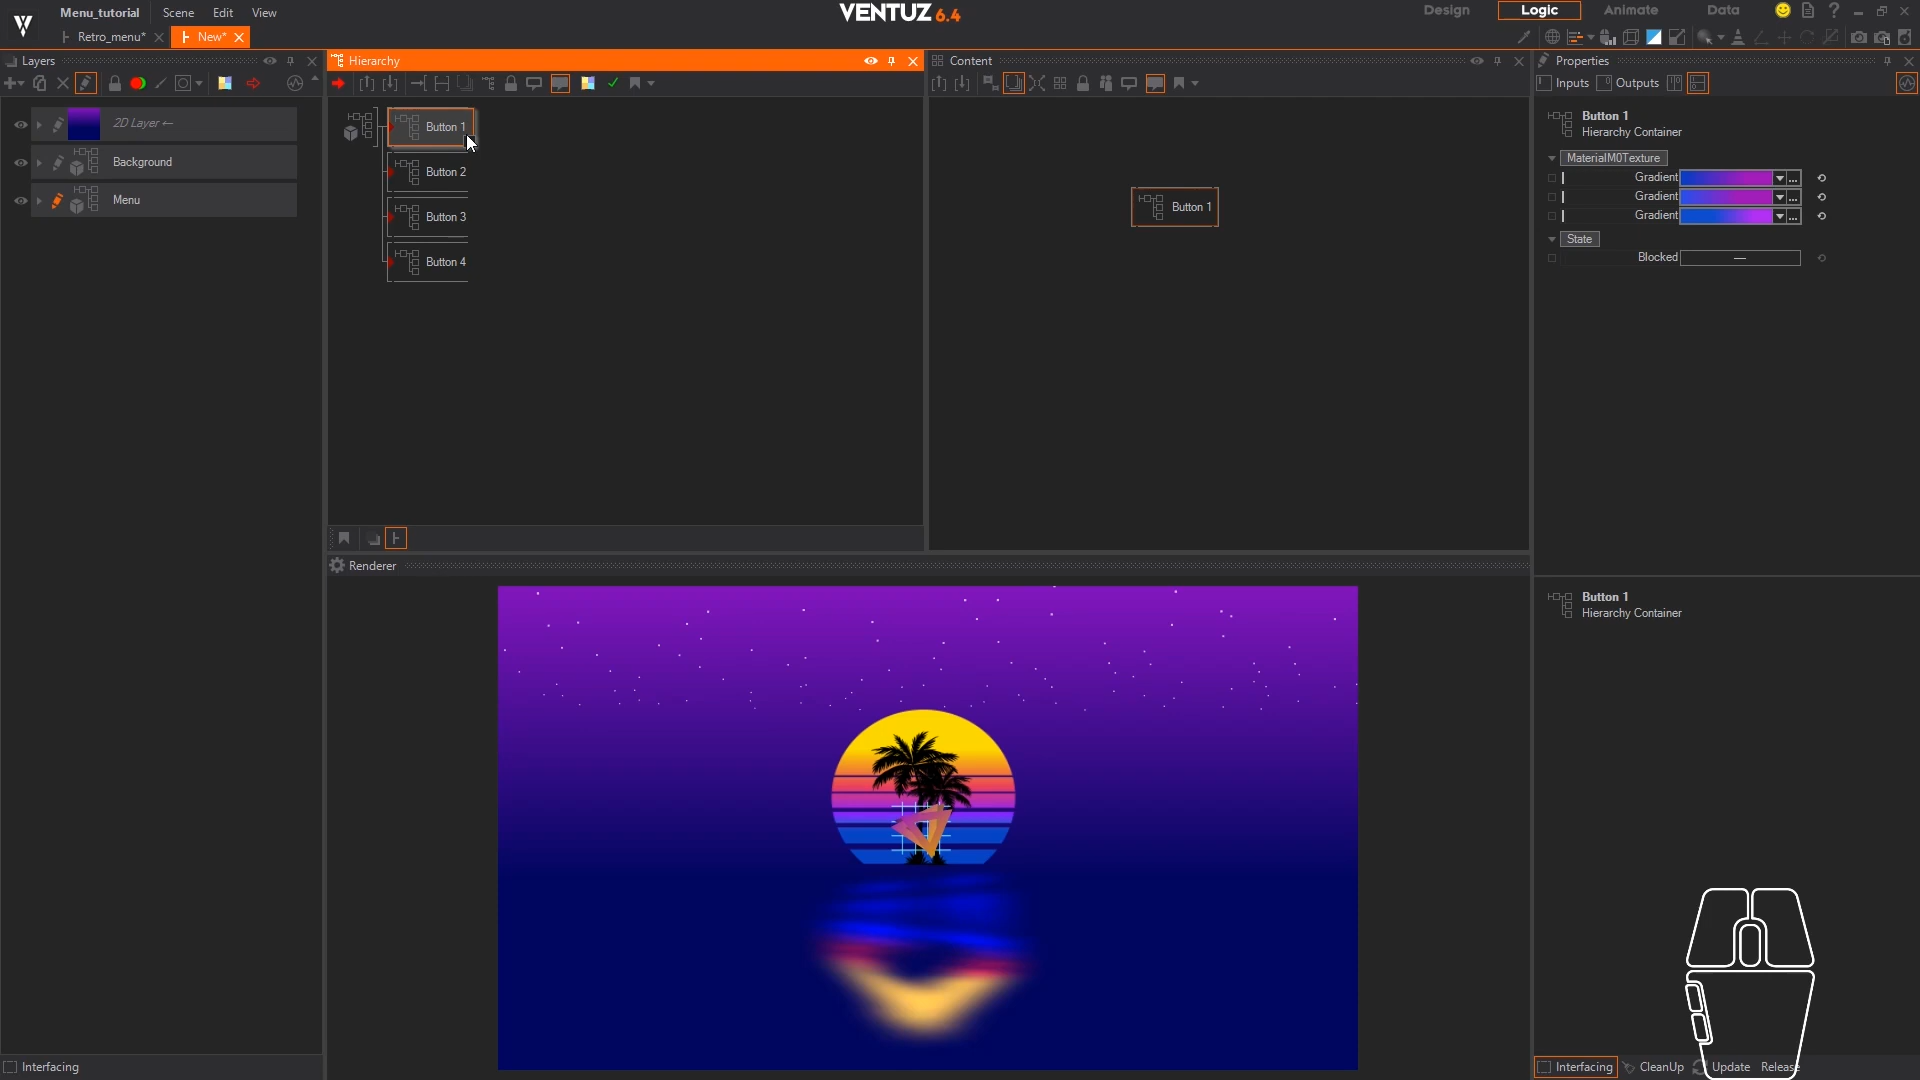 Menu_tutorial Scene Edit View
VENTUZ 6.4
Design Logic Animate Data
Retro_menu* New*
Layers
Hierarchy
Content
Properties
Inputs Outputs
2D Layer
Background
Menu
Button 1
Button 2
Button 3
Button 4
Button 1
Button 1
Hierarchy Container
MaterialM0Texture
Gradient
Gradient
Gradient
State
Blocked
Renderer
Button 1
Hierarchy Container
Interfacing
Interfacing CleanUp Update Release